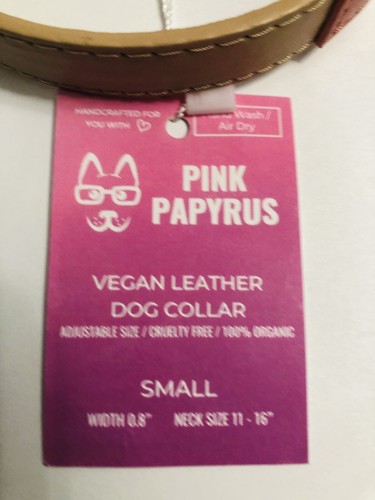 HANDCRAFTED FOR
YOU WITH
Wash /
Air Dry
PINK
PAPYRUS
VEGAN LEATHER
DOG COLLAR
ADJUSTABLE SIZE / CRUELTY FREE / 100% ORGANIC
SMALL
WIDTH 0.8" NECK SIZE 11 - 16"